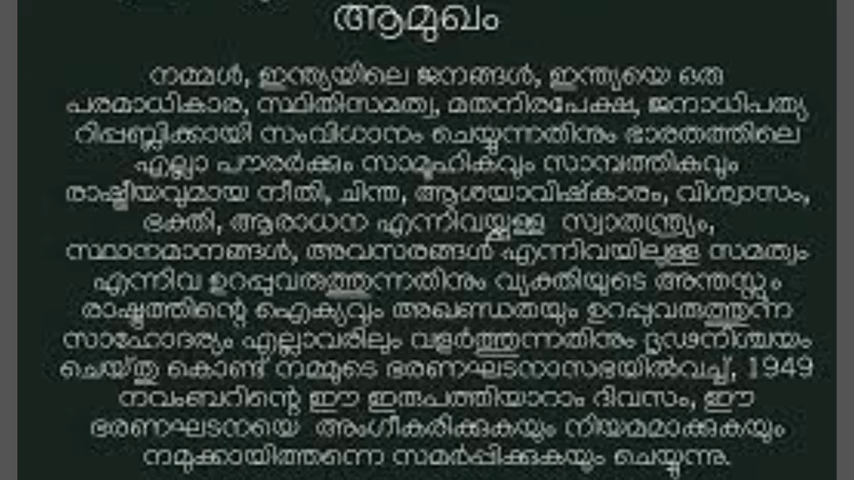 ആമുഖം
നമ്മൾ, ഇന്ത്യയിലെ ജനങ്ങൾ, ഇന്ത്യയെ ഒരു
പരമാധികാര, സ്ഥിതിസമത്വ, മതനിരപേക്ഷ, ജനാധിപത്യ
റിപ്പബ്ലിക്കായി സംവിധാനം ചെയ്യുന്നതിനും ഭാരതത്തിലെ
എല്ലാ പൗരർക്കും സാമൂഹികവും സാമ്പത്തികവും
രാഷ്ട്രീയവുമായ നീതി, ചിന്ത, ആശയാവിഷ്കാരം, വിശ്വാസം,
ഭക്തി, ആരാധന എന്നിവയ്ക്കുള്ള സ്വാതന്ത്ര്യം,
സ്ഥാനമാനങ്ങൾ, അവസരങ്ങൾ എന്നിവയിലുള്ള സമത്വം
എന്നിവ ഉറപ്പുവരുത്തുന്നതിനും വ്യക്തിയുടെ അന്തസ്സും
രാഷ്ട്രത്തിന്റെ ഐക്യവും അഖണ്ഡതയും ഉറപ്പുവരുത്തുന്ന
സാഹോദര്യം എല്ലാവരിലും വളർത്തുന്നതിനും ദൃഢനിശ്ചയം
ചെയ്തു കൊണ്ട് നമ്മുടെ ഭരണഘടനാസഭയിൽവച്ച്, 1949
നവംബറിന്റെ ഈ ഇരുപത്തിയാറാം ദിവസം, ഈ
ഭരണഘടനയെ അംഗീകരിക്കുകയും നിയമമാക്കുകയും
നമുക്കായിത്തന്നെ സമർപ്പിക്കുകയും ചെയ്യുന്നു.